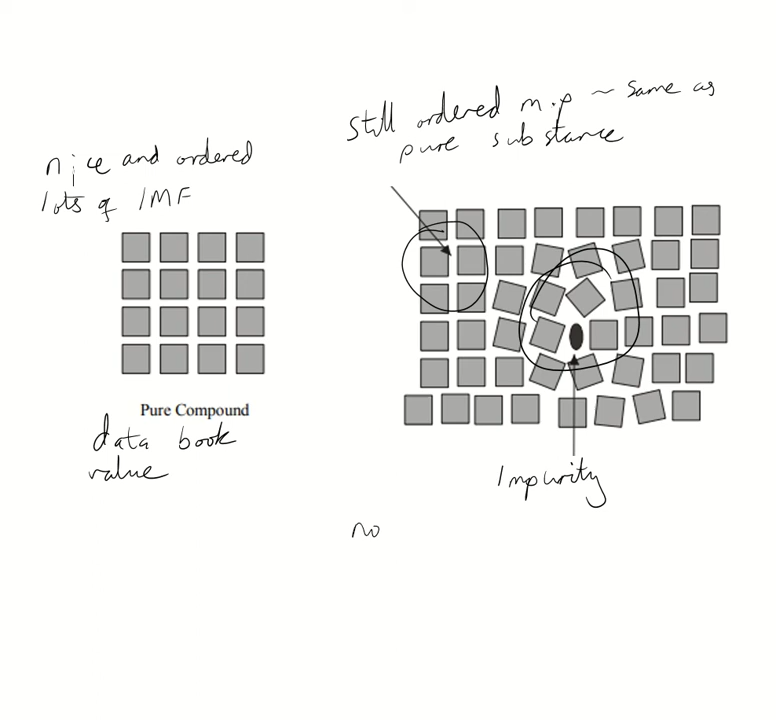 Still ordered m.p ~ same as
pure substance
nice and ordered
lots of IMF
Pure Compound
data book
value
Impurity
no